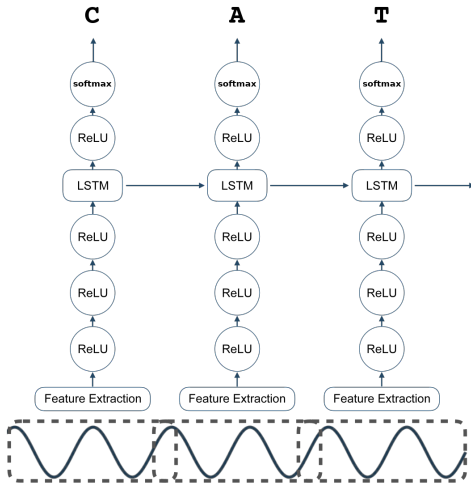 C A T
softmax softmax softmax
ReLU ReLU ReLU
LSTM LSTM LSTM
ReLU ReLU ReLU
ReLU ReLU ReLU
ReLU ReLU ReLU
Feature Extraction Feature Extraction Feature Extraction